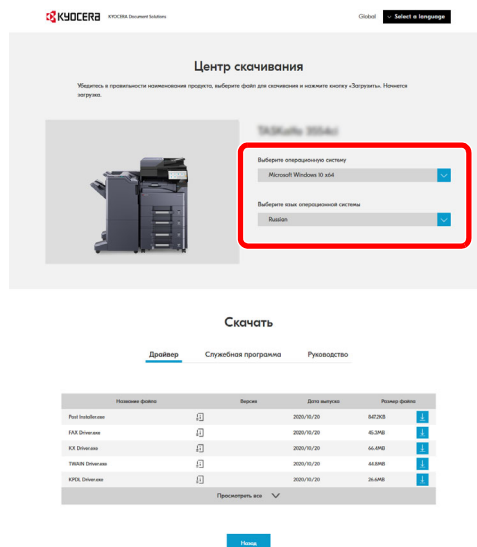 KYOCERA KYOCERA Document Solutions Global Select a language
Центр скачивания
Убедитесь в правильности наименования продукта, выберите файл для скачивания и нажмите кнопку «Загрузить». Начнется
загрузка.
Выберите операционную систему
Microsoft Windows 10 x64
Выберите язык операционной системы
Russian
Скачать
Драйвер Служебная программа Руководство
Название файла Версия Дата выпуска Размер файла
Post Installer.exe 2020/10/20 847.2KB
FAX Driver.exe 2020/10/20 45.3MB
KX Driver.exe 2020/10/20 66.4MB
TWAIN Driver.exe 2020/10/20 44.8MB
KPDL Driver.exe 2020/10/20 26.6MB
Просмотреть все
Назад